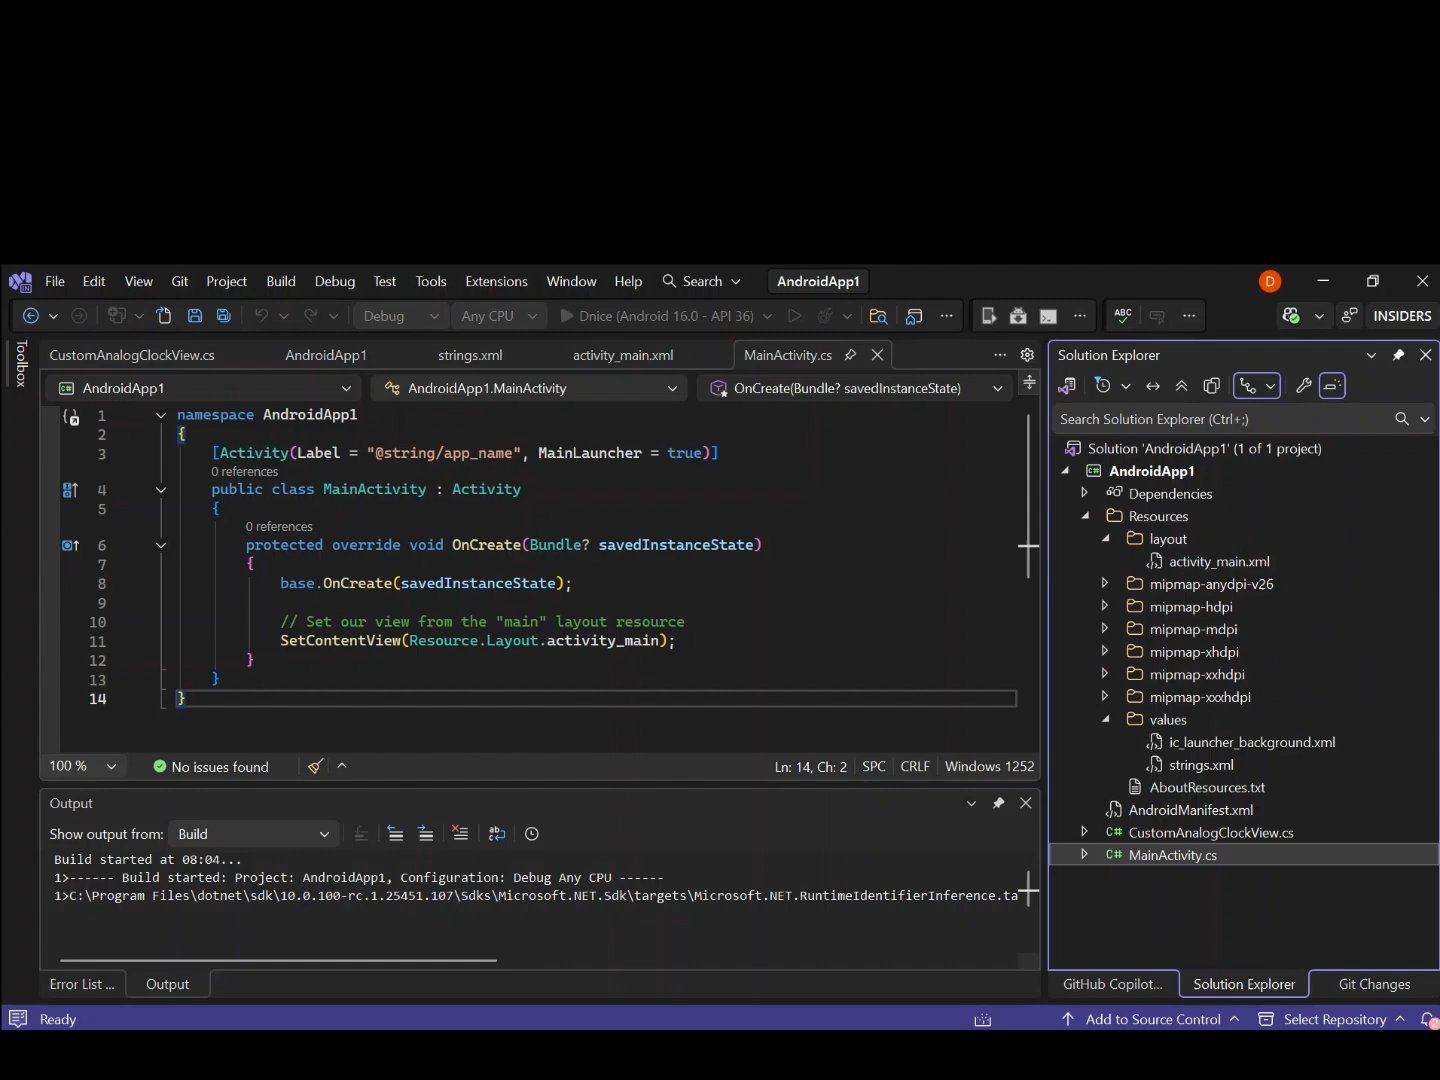 File Edit View Git Project Build Debug Test Tools Extensions Window Help Search AndroidApp1 D
Debug Any CPU Dnice (Android 16.0 - API 36) ABC INSIDERS
Toolbox
CustomAnalogClockView.cs AndroidApp1 strings.xml activity_main.xml MainActivity.cs
AndroidApp1 AndroidApp1.MainActivity OnCreate(Bundle? savedInstanceState)
1 namespace AndroidApp1
2 {
3 [Activity(Label = "@string/app_name", MainLauncher = true)]
0 references
4 public class MainActivity : Activity
5 {
0 references
6 protected override void OnCreate(Bundle? savedInstanceState)
7 {
8 base.OnCreate(savedInstanceState);
9
10 // Set our view from the "main" layout resource
11 SetContentView(Resource.Layout.activity_main);
12 }
13 }
14 }
100 % No issues found Ln: 14, Ch: 2 SPC CRLF Windows 1252
Output
Show output from: Build
Build started at 08:04...
1>------ Build started: Project: AndroidApp1, Configuration: Debug Any CPU ------
1>C:\Program Files\dotnet\sdk\10.0.100-rc.1.25451.107\Sdks\Microsoft.NET.Sdk\targets\Microsoft.NET.RuntimeIdentifierInference.ta
Error List ... Output
Solution Explorer
Search Solution Explorer (Ctrl+;)
Solution 'AndroidApp1' (1 of 1 project)
AndroidApp1
Dependencies
Resources
layout
activity_main.xml
mipmap-anydpi-v26
mipmap-hdpi
mipmap-mdpi
mipmap-xhdpi
mipmap-xxhdpi
mipmap-xxxhdpi
values
ic_launcher_background.xml
strings.xml
AboutResources.txt
AndroidManifest.xml
C# CustomAnalogClockView.cs
C# MainActivity.cs
GitHub Copilot... Solution Explorer Git Changes
Ready Add to Source Control Select Repository